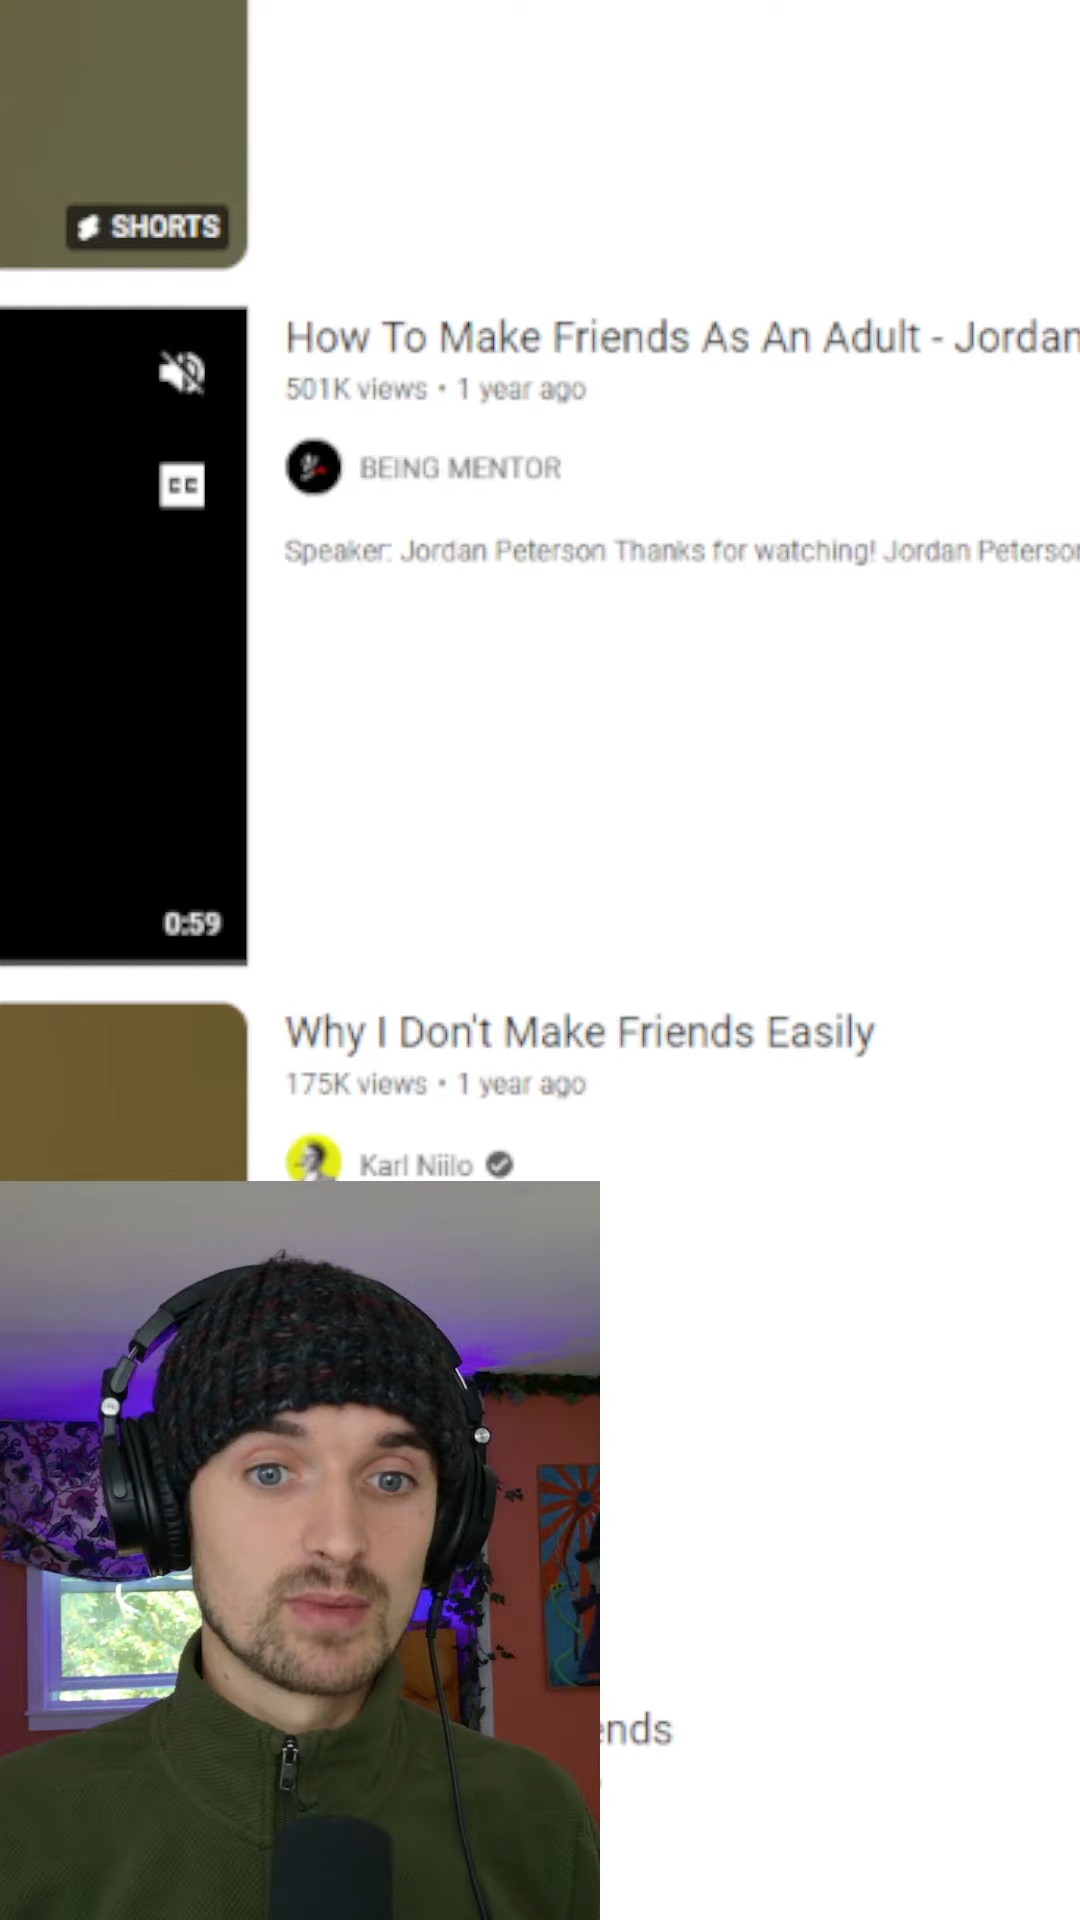 SHORTS
How To Make Friends As An Adult - Jordan
501K views • 1 year ago
CC
BEING MENTOR
Speaker: Jordan Peterson Thanks for watching! Jordan Peterson
0:59
Why I Don't Make Friends Easily
175K views • 1 year ago
Karl Niilo
ends